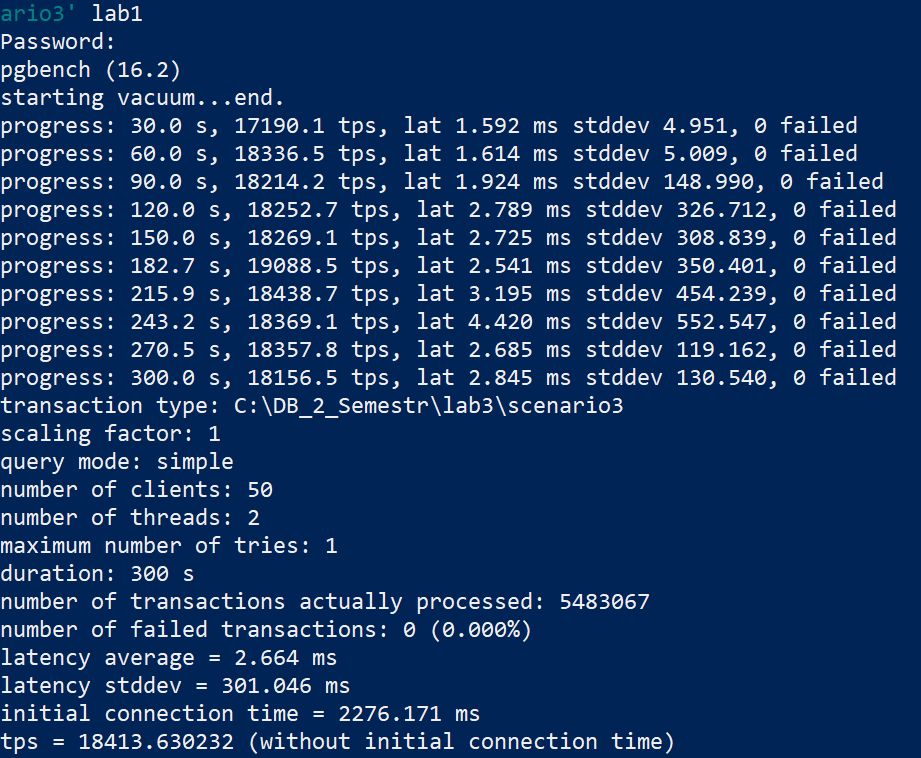 ario3' lab1
Password:
pgbench (16.2)
starting vacuum...end.
progress: 30.0 s, 17190.1 tps, lat 1.592 ms stddev 4.951, 0 failed
progress: 60.0 s, 18336.5 tps, lat 1.614 ms stddev 5.009, 0 failed
progress: 90.0 s, 18214.2 tps, lat 1.924 ms stddev 148.990, 0 failed
progress: 120.0 s, 18252.7 tps, lat 2.789 ms stddev 326.712, 0 failed
progress: 150.0 s, 18269.1 tps, lat 2.725 ms stddev 308.839, 0 failed
progress: 182.7 s, 19088.5 tps, lat 2.541 ms stddev 350.401, 0 failed
progress: 215.9 s, 18438.7 tps, lat 3.195 ms stddev 454.239, 0 failed
progress: 243.2 s, 18369.1 tps, lat 4.420 ms stddev 552.547, 0 failed
progress: 270.5 s, 18357.8 tps, lat 2.685 ms stddev 119.162, 0 failed
progress: 300.0 s, 18156.5 tps, lat 2.845 ms stddev 130.540, 0 failed
transaction type: C:\DB_2_Semestr\lab3\scenario3
scaling factor: 1
query mode: simple
number of clients: 50
number of threads: 2
maximum number of tries: 1
duration: 300 s
number of transactions actually processed: 5483067
number of failed transactions: 0 (0.000%)
latency average = 2.664 ms
latency stddev = 301.046 ms
initial connection time = 2276.171 ms
tps = 18413.630232 (without initial connection time)